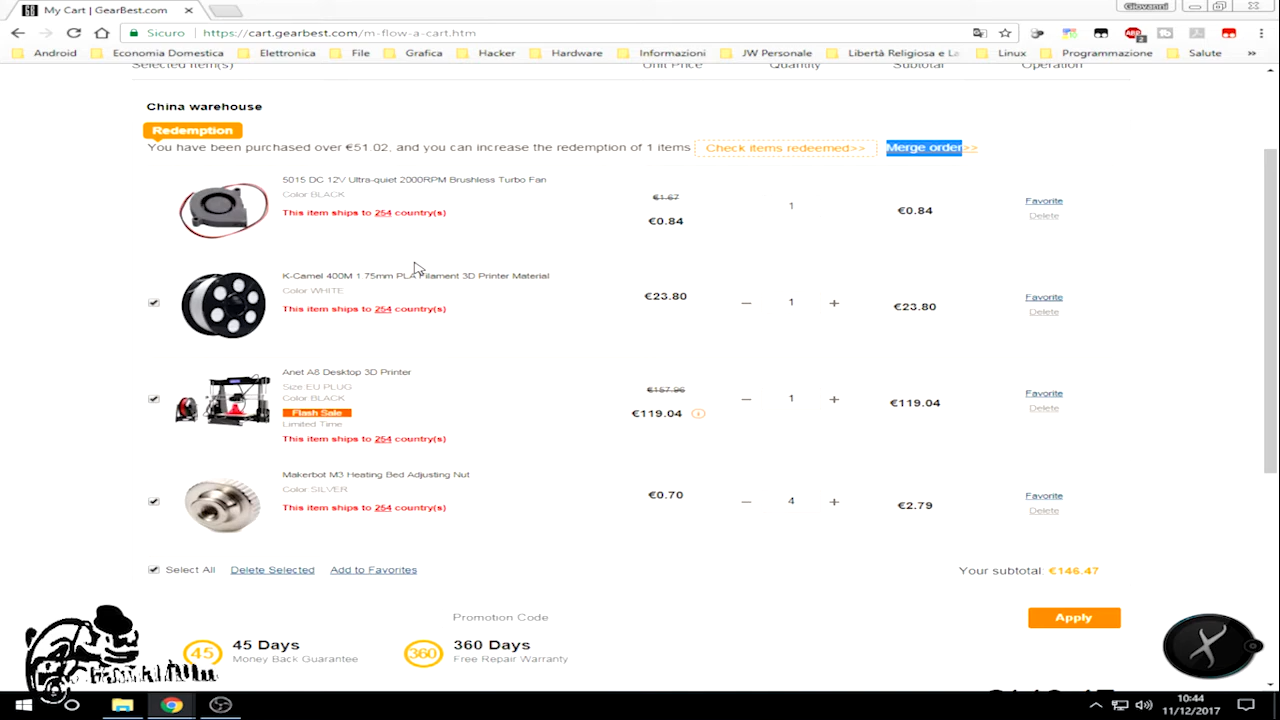 My Cart | GearBest.com
Giovanni
Sicuro | https://cart.gearbest.com/m-flow-a-cart.htm
Android Economia Domestica Elettronica File Grafica Hacker Hardware Informazioni JW Personale Libertà Religiosa e La Linux Programmazione Salute »
Selected Item(s) Unit Price Quantity Subtotal Operation
China warehouse
Redemption
You have been purchased over €51.02, and you can increase the redemption of 1 items Check items redeemed>> Merge order>>
5015 DC 12V Ultra-quiet 2000RPM Brushless Turbo Fan
Color BLACK
This item ships to 254 country(s)
€1.67
€0.84
1
€0.84
Favorite
Delete
K-Camel 400M 1 75mm PLA Filament 3D Printer Material
Color WHITE
This item ships to 254 country(s)
€23.80
— 1 +
€23.80
Favorite
Delete
Anet A8 Desktop 3D Printer
Size EU PLUG
Color BLACK
Flash Sale
Limited Time
This item ships to 254 country(s)
€157.96
€119.04
— 1 +
€119.04
Favorite
Delete
Makerbot M3 Heating Bed Adjusting Nut
Color SILVER
This item ships to 254 country(s)
€0.70
— 4 +
€2.79
Favorite
Delete
Select All Delete Selected Add to Favorites
Your subtotal: €146.47
Promotion Code
Apply
45
45 Days
Money Back Guarantee
360
360 Days
Free Repair Warranty
10:44
11/12/2017